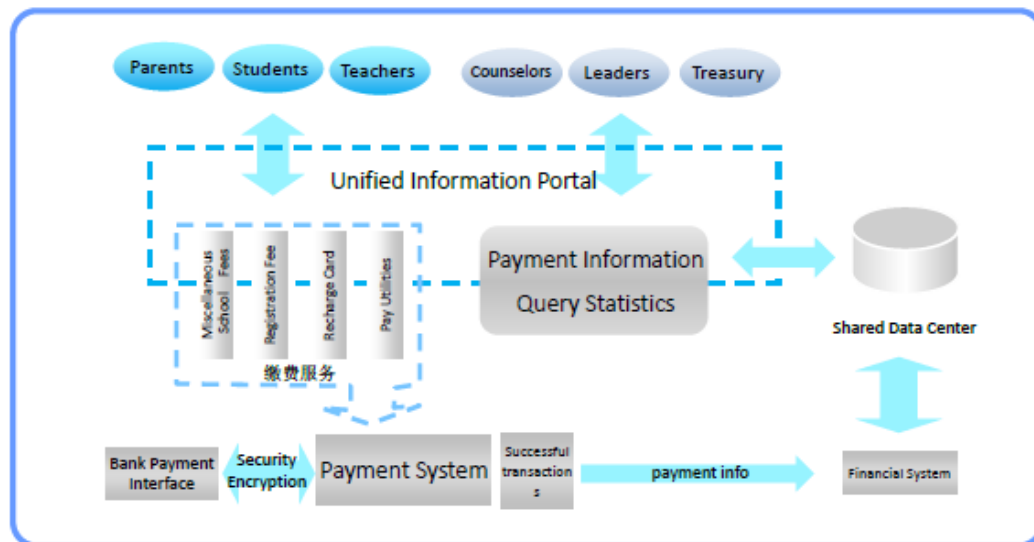 Parents
Students
Teachers
Counselors
Leaders
Treasury
Unified Information Portal
Miscellaneous
School Fees
Registration Fee
Recharge Card
Pay Utilities
缴费服务
Payment Information
Query Statistics
Shared Data Center
Bank Payment
Interface
Security
Encryption
Payment System
Successful
transaction
s
payment info
Financial System